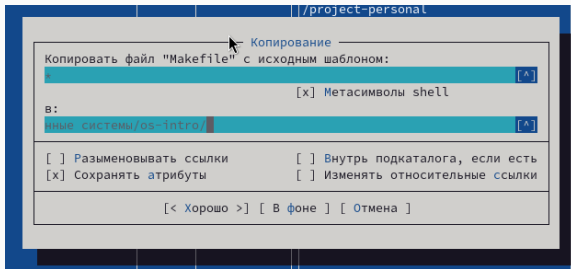 /project-personal
Копирование
Копировать файл "Makefile" с исходным шаблоном:
* [^]
[x] Метасимволы shell
в:
нные системы/os-intro/ [^]
[ ] Разыменовывать ссылки [ ] Внутрь подкаталога, если есть
[x] Сохранять атрибуты [ ] Изменять относительные ссылки
[< Хорошо >] [ В фоне ] [ Отмена ]